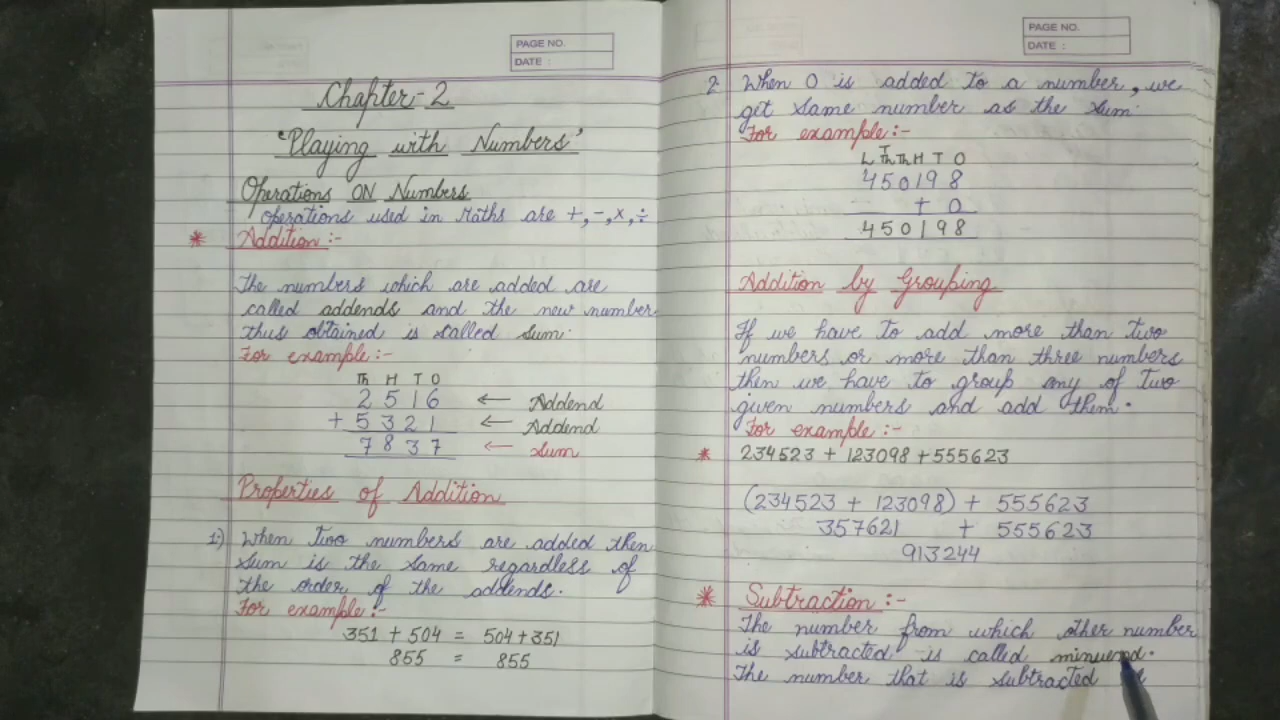 PAGE NO.
DATE :
Chapter-2
'Playing with Numbers'
Operations ON Numbers
operations used in Maths are +,-,×,÷
* Addition :-
The numbers which are added are
called addends and the new number
thus obtained is called sum.
For example :-
Th H T O
2 5 1 6 ← Addend
+ 5 3 2 1 ← Addend
7 8 3 7 ← Sum
Properties of Addition
1.) When two numbers are added then
sum is the same regardless of
the order of the addends.
For example :-
351 + 504 = 504 + 351
855 = 855
PAGE NO.
DATE :
2. When 0 is added to a number, we
get same number as the sum.
For example :-
L TTh Th H T O
4 5 0 1 9 8
+ 0
4 5 0 1 9 8
Addition by Grouping
If we have to add more than two
numbers or more than three numbers
then we have to group any of two
given numbers and add them.
For example :-
* 234523 + 123098 + 555623
(234523 + 123098) + 555623
357621 + 555623
913244
* Subtraction :-
The number from which other number
is subtracted is called minuend.
The number that is subtracted